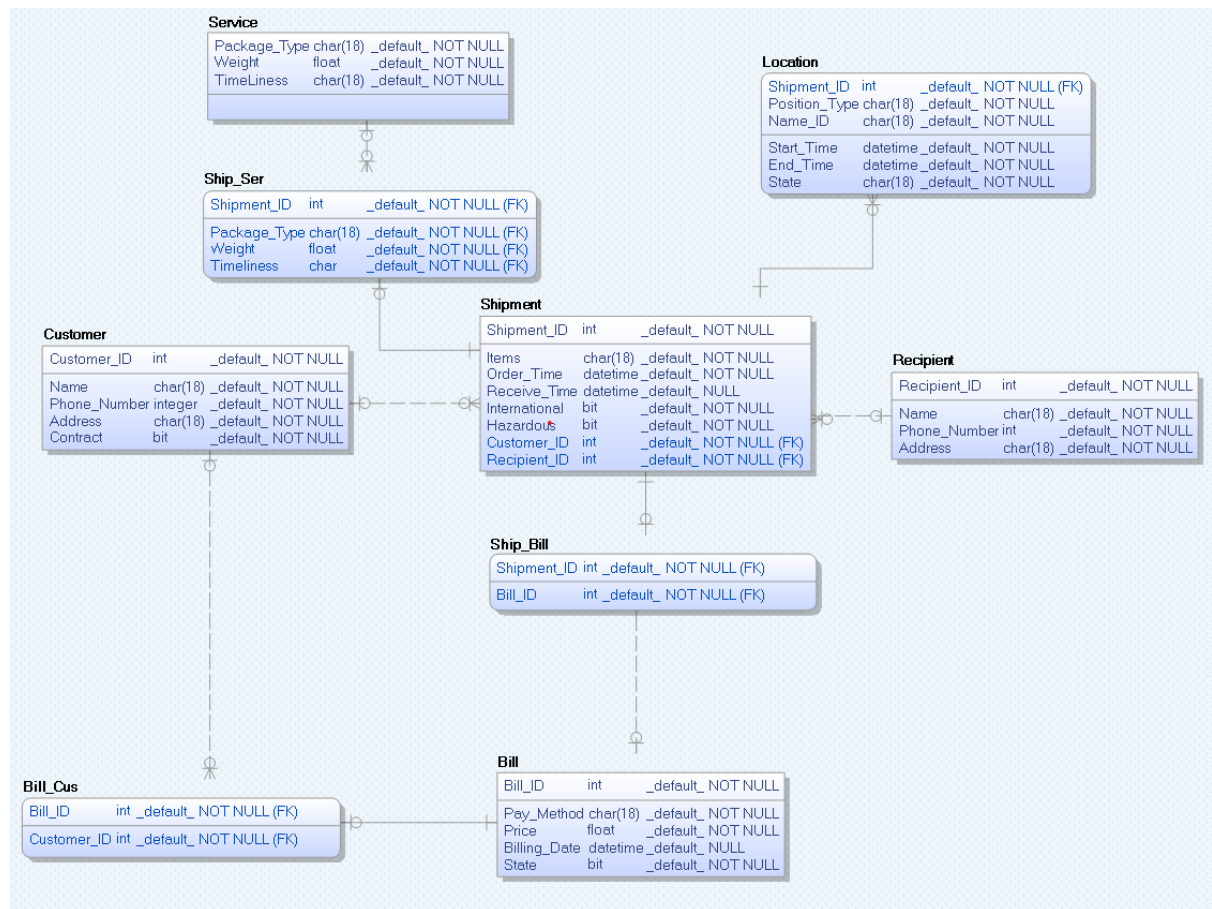 Service
Package_Type char(18) _default_ NOT NULL
Weight float _default_ NOT NULL
TimeLiness char(18) _default_ NOT NULL
Location
Shipment_ID int _default_ NOT NULL (FK)
Position_Type char(18) _default_ NOT NULL
Name_ID char(18) _default_ NOT NULL
Start_Time datetime _default_ NOT NULL
End_Time datetime _default_ NOT NULL
State char(18) _default_ NOT NULL
Ship_Ser
Shipment_ID int _default_ NOT NULL (FK)
Package_Type char(18) _default_ NOT NULL (FK)
Weight float _default_ NOT NULL (FK)
Timeliness char _default_ NOT NULL (FK)
Shipment
Shipment_ID int _default_ NOT NULL
Items char(18) _default_ NOT NULL
Order_Time datetime _default_ NOT NULL
Receive_Time datetime _default_ NULL
International bit _default_ NOT NULL
Hazardous bit _default_ NOT NULL
Customer_ID int _default_ NOT NULL (FK)
Recipient_ID int _default_ NOT NULL (FK)
Customer
Customer_ID int _default_ NOT NULL
Name char(18) _default_ NOT NULL
Phone_Number integer _default_ NOT NULL
Address char(18) _default_ NOT NULL
Contract bit _default_ NOT NULL
Recipient
Recipient_ID int _default_ NOT NULL
Name char(18) _default_ NOT NULL
Phone_Number int _default_ NOT NULL
Address char(18) _default_ NOT NULL
Ship_Bill
Shipment_ID int _default_ NOT NULL (FK)
Bill_ID int _default_ NOT NULL (FK)
Bill_Cus
Bill_ID int _default_ NOT NULL (FK)
Customer_ID int _default_ NOT NULL (FK)
Bill
Bill_ID int _default_ NOT NULL
Pay_Method char(18) _default_ NOT NULL
Price float _default_ NOT NULL
Billing_Date datetime _default_ NULL
State bit _default_ NOT NULL